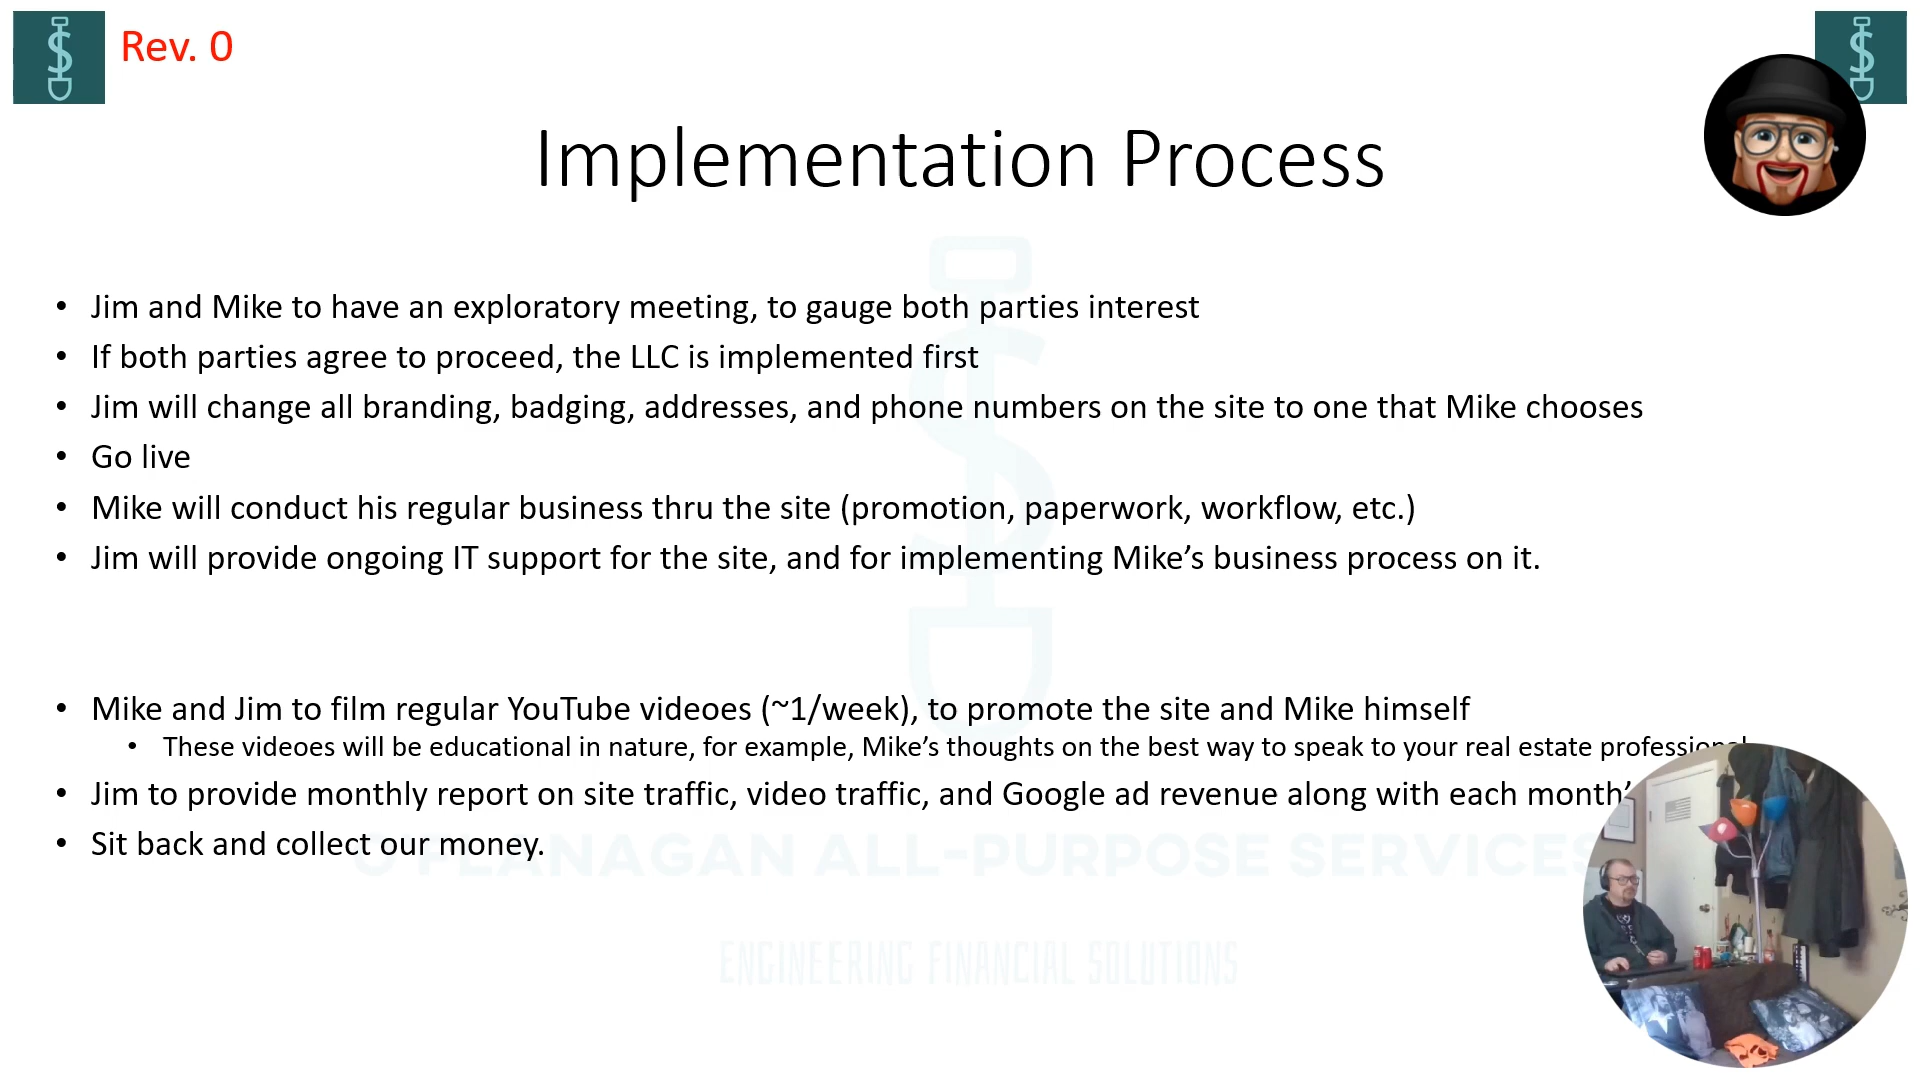 Rev. 0
Implementation Process
• Jim and Mike to have an exploratory meeting, to gauge both parties interest
• If both parties agree to proceed, the LLC is implemented first
• Jim will change all branding, badging, addresses, and phone numbers on the site to one that Mike chooses
• Go live
• Mike will conduct his regular business thru the site (promotion, paperwork, workflow, etc.)
• Jim will provide ongoing IT support for the site, and for implementing Mike’s business process on it.
• Mike and Jim to film regular YouTube videoes (~1/week), to promote the site and Mike himself
• These videoes will be educational in nature, for example, Mike’s thoughts on the best way to speak to your real estate professional
• Jim to provide monthly report on site traffic, video traffic, and Google ad revenue along with each month’
• Sit back and collect our money.
O'FLANAGAN ALL-PURPOSE SERVICES
ENGINEERING FINANCIAL SOLUTIONS